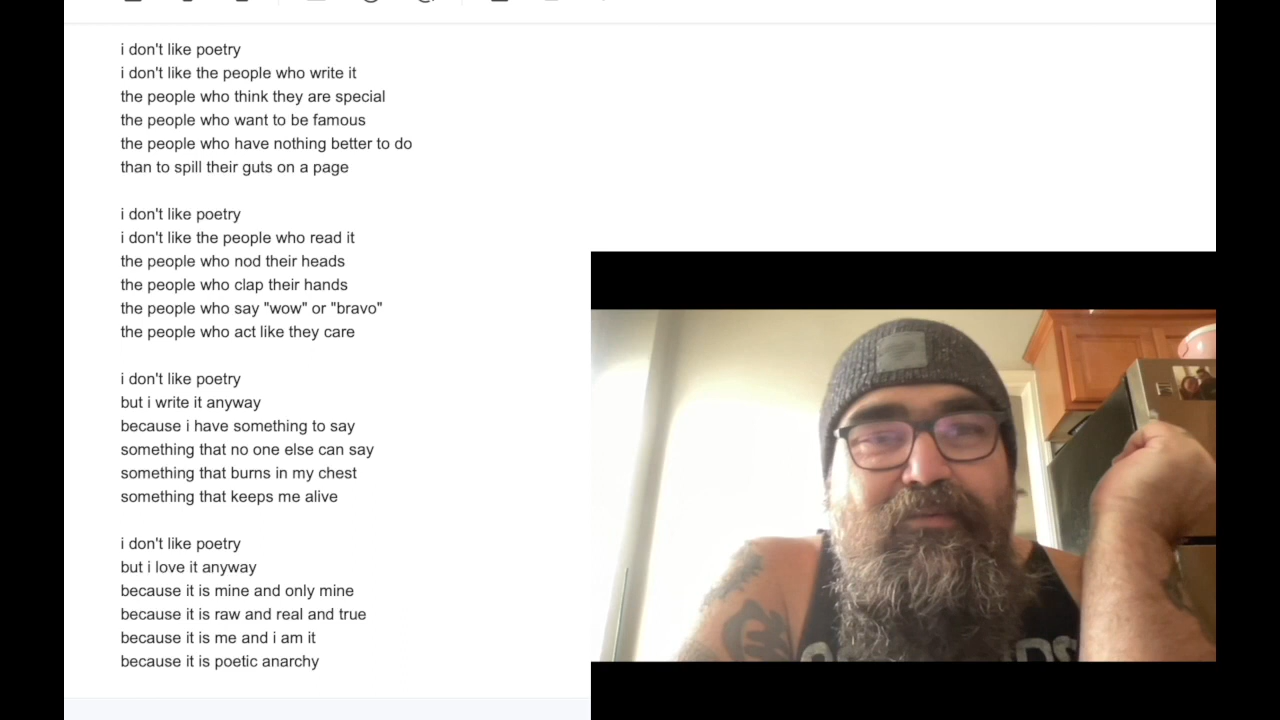 i don't like poetry
i don't like the people who write it
the people who think they are special
the people who want to be famous
the people who have nothing better to do
than to spill their guts on a page
i don't like poetry
i don't like the people who read it
the people who nod their heads
the people who clap their hands
the people who say "wow" or "bravo"
the people who act like they care
i don't like poetry
but i write it anyway
because i have something to say
something that no one else can say
something that burns in my chest
something that keeps me alive
i don't like poetry
but i love it anyway
because it is mine and only mine
because it is raw and real and true
because it is me and i am it
because it is poetic anarchy